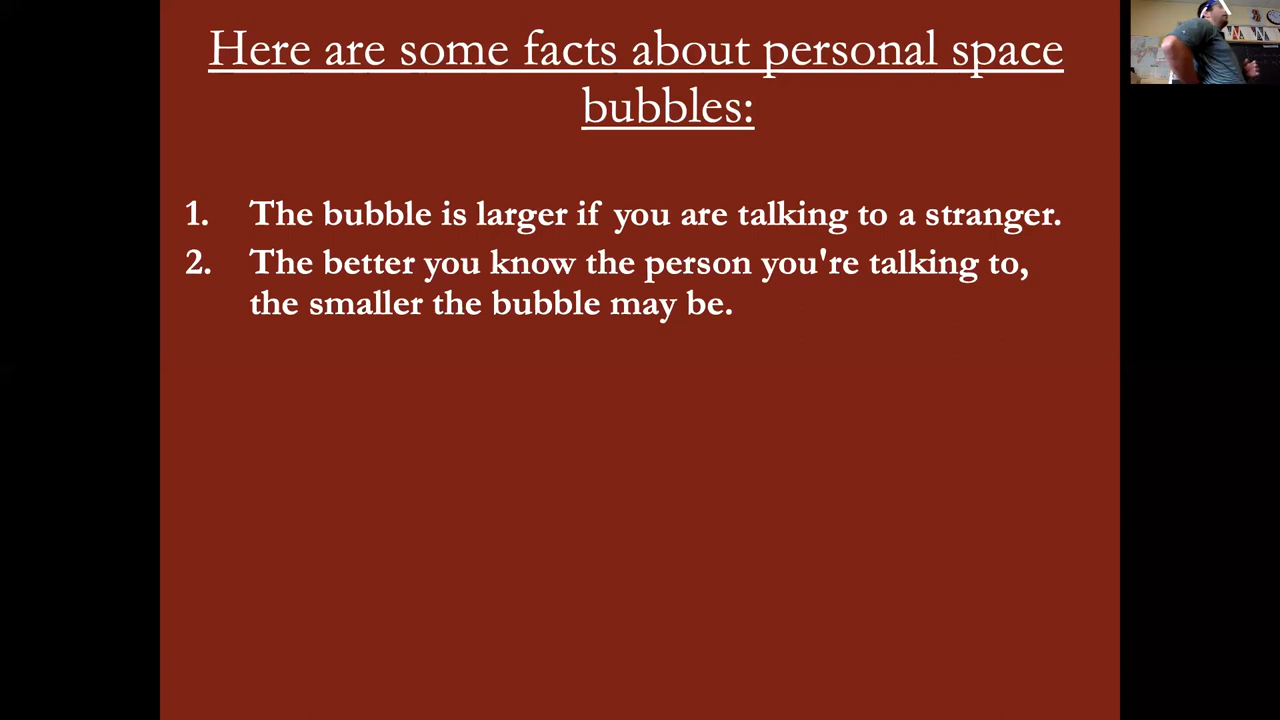 Here are some facts about personal space
bubbles:
1. The bubble is larger if you are talking to a stranger.
2. The better you know the person you're talking to,
the smaller the bubble may be.